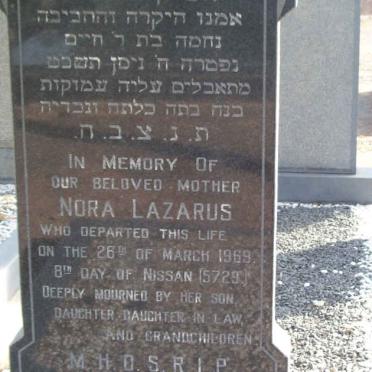 אמנו היקרה והחביבה
נחמה בת ר' חיים
נפטרה ח' ניסן תשכט
מתאבלים עליה עמוקות
בנה בתה כלתה ונכדיה
ת. נ. צ. ב. ה.
IN MEMORY OF
OUR BELOVED MOTHER
NORA LAZARUS
WHO DEPARTED THIS LIFE
ON THE 26TH OF MARCH 1969,
8TH DAY OF NISSAN (5729).
DEEPLY MOURNED BY HER SON,
DAUGHTER, DAUGHTER IN LAW,
AND GRANDCHILDREN
M.H.D.S.R.I.P.